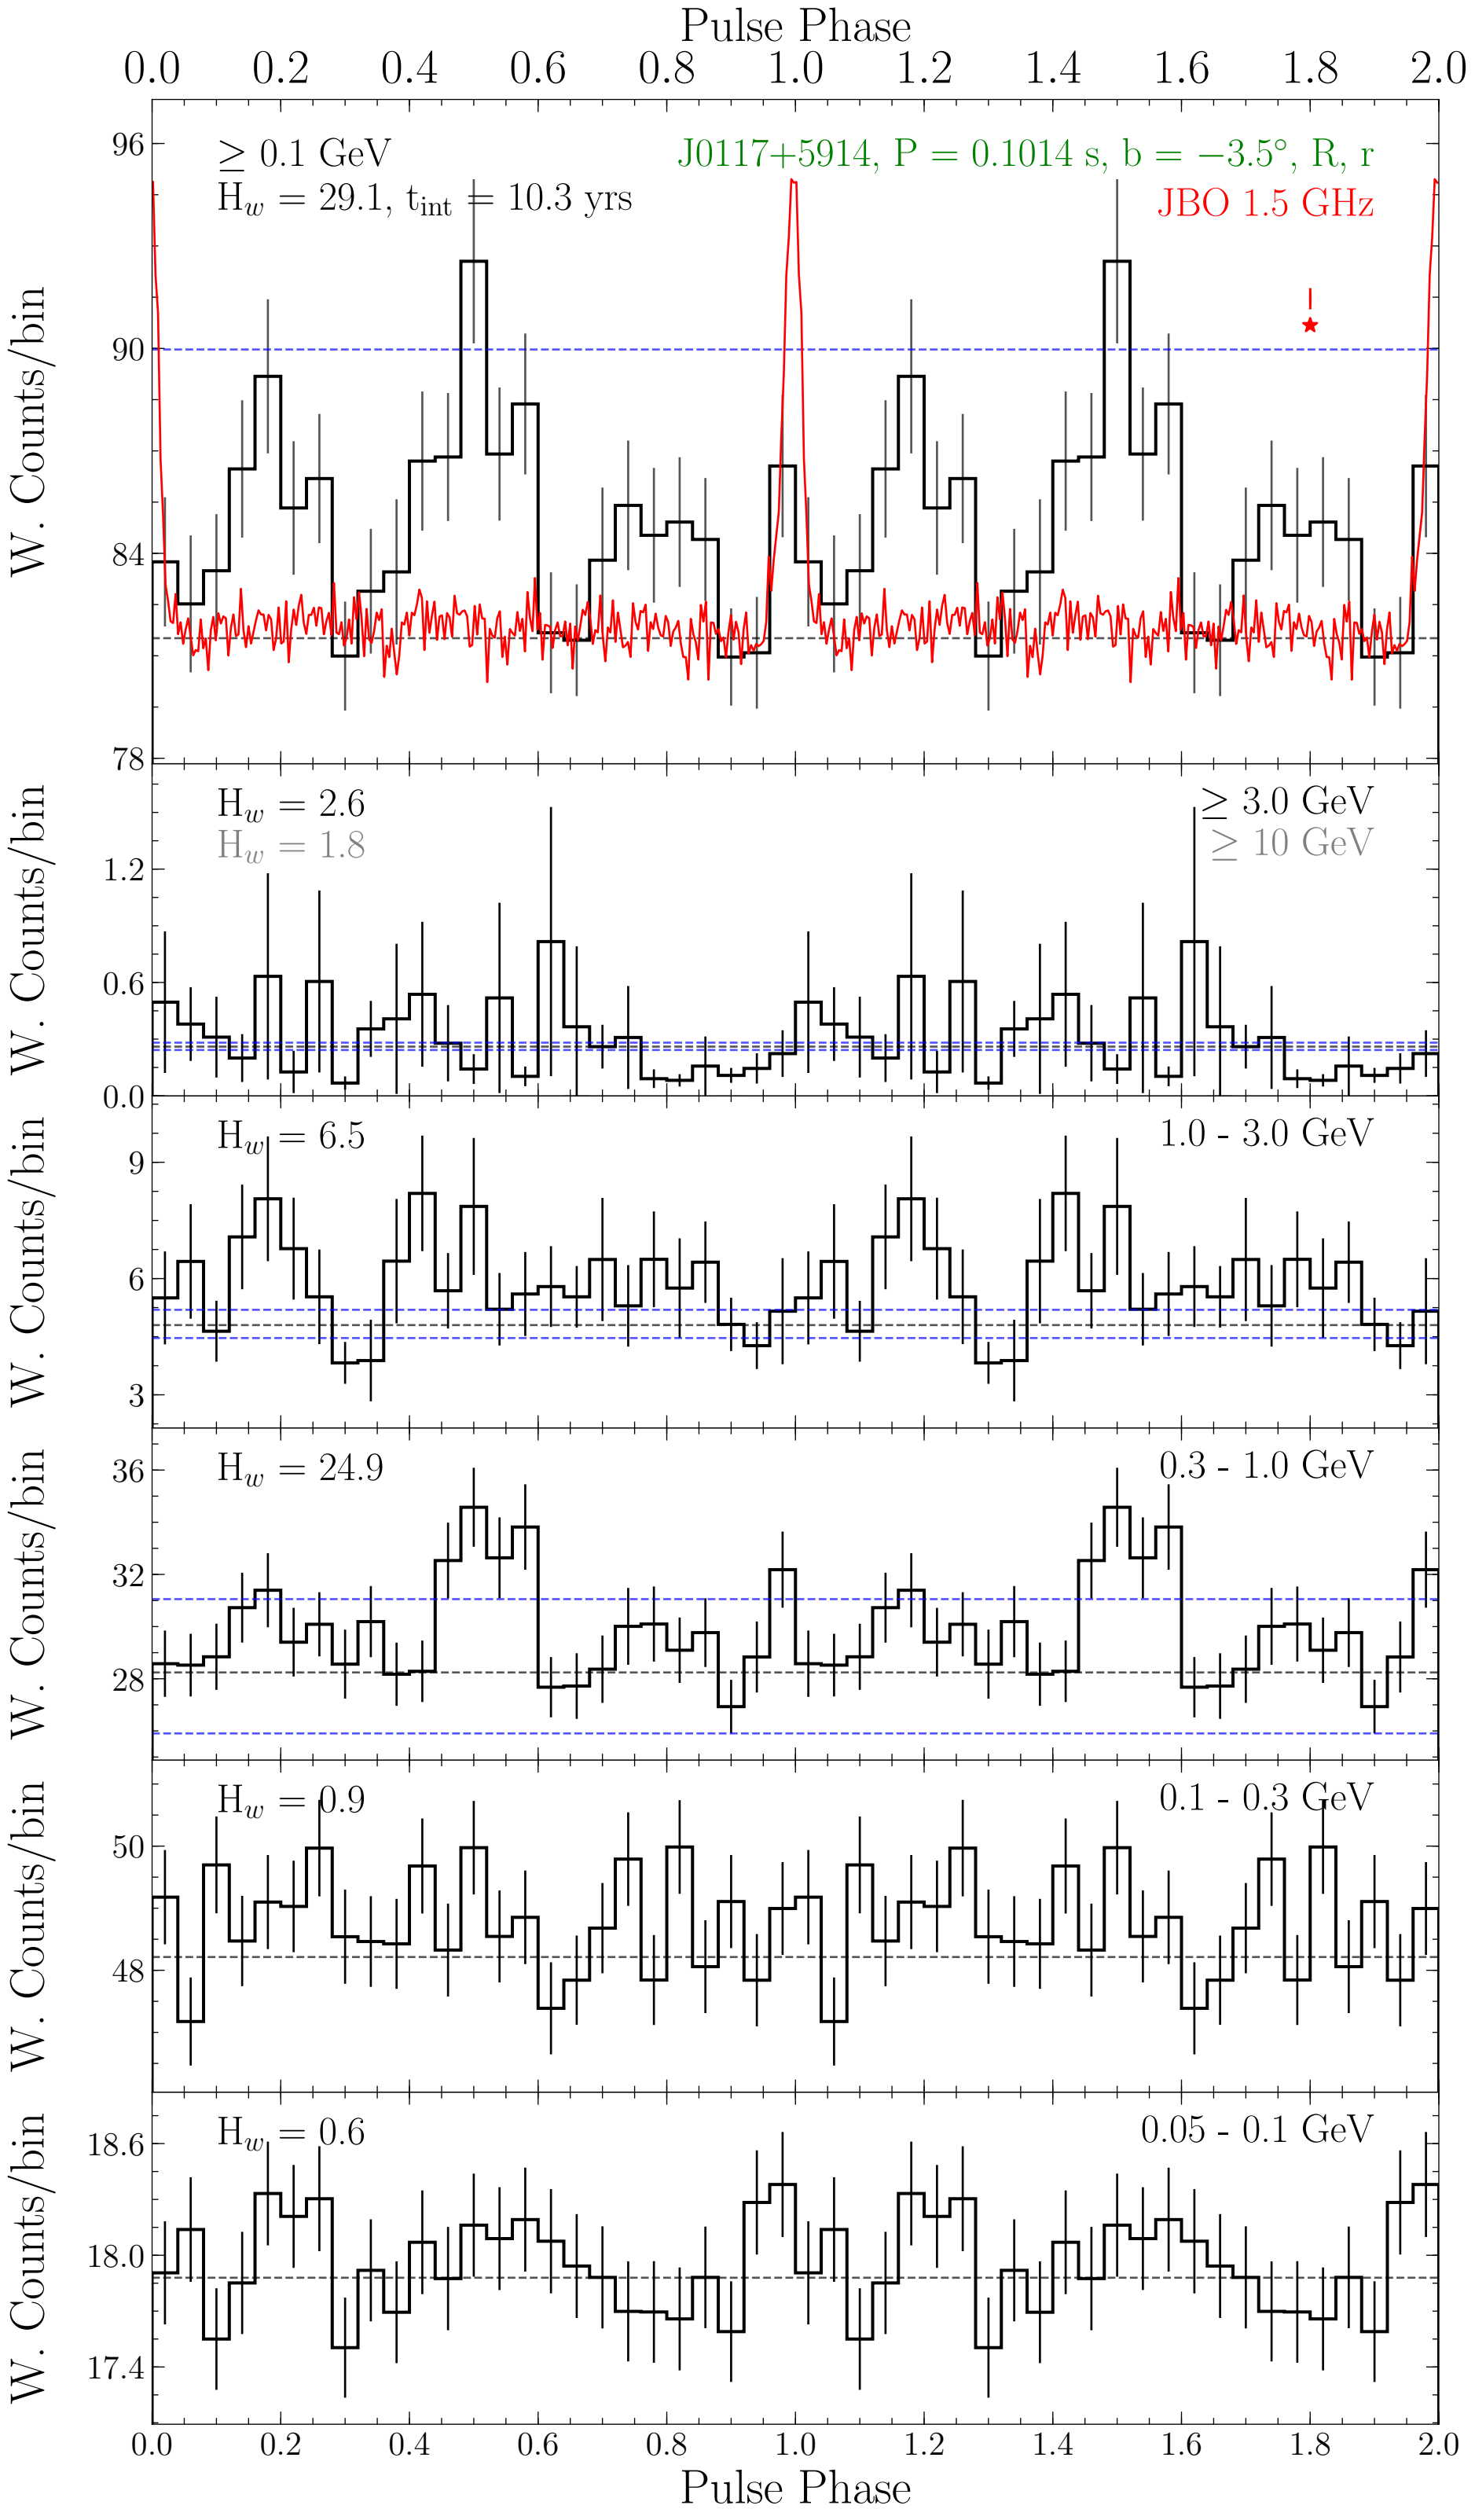 Pulse Phase
0.0 0.2 0.4 0.6 0.8 1.0 1.2 1.4 1.6 1.8 2.0
≥ 0.1 GeV
H_w = 29.1, t_int = 10.3 yrs
J0117+5914, P = 0.1014 s, b = −3.5°, R, r
JBO 1.5 GHz
W. Counts/bin
96
90
84
78
H_w = 2.6
≥ 3.0 GeV
H_w = 1.8
≥ 10 GeV
W. Counts/bin
1.2
0.6
0.0
H_w = 6.5
1.0 - 3.0 GeV
W. Counts/bin
9
6
3
H_w = 24.9
0.3 - 1.0 GeV
W. Counts/bin
36
32
28
H_w = 0.9
0.1 - 0.3 GeV
W. Counts/bin
50
48
H_w = 0.6
0.05 - 0.1 GeV
W. Counts/bin
18.6
18.0
17.4
0.0 0.2 0.4 0.6 0.8 1.0 1.2 1.4 1.6 1.8 2.0
Pulse Phase